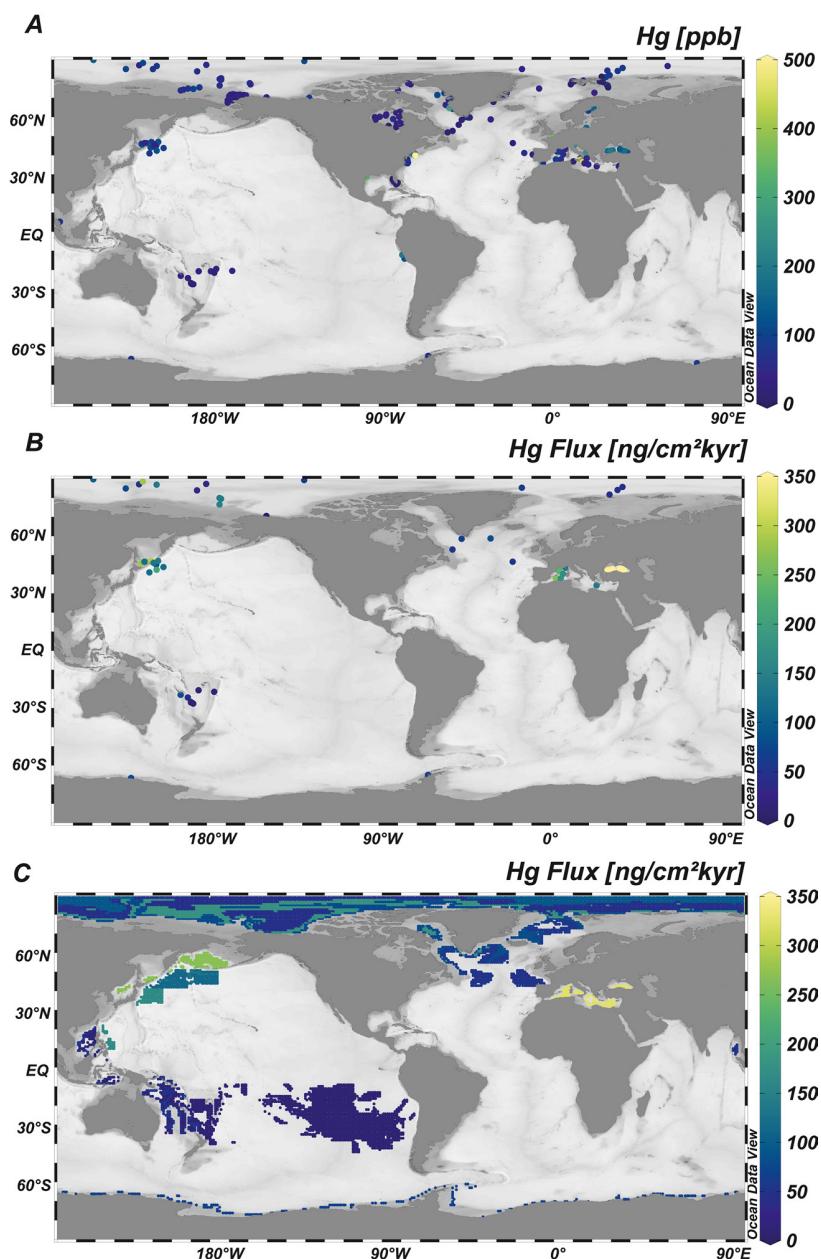 A
Hg [ppb]
60°N
30°N
EQ
30°S
60°S
180°W
90°W
0°
90°E
Ocean Data View
500
400
300
200
100
0
B
Hg Flux [ng/cm²kyr]
60°N
30°N
EQ
30°S
60°S
180°W
90°W
0°
90°E
Ocean Data View
350
300
250
200
150
100
50
0
C
Hg Flux [ng/cm²kyr]
60°N
30°N
EQ
30°S
60°S
180°W
90°W
0°
90°E
Ocean Data View
350
300
250
200
150
100
50
0